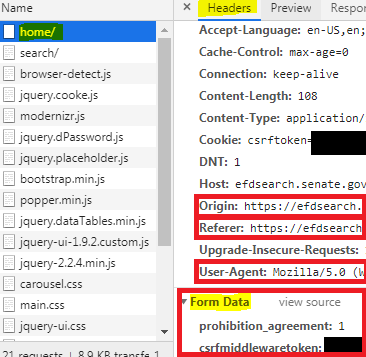 Name
home/
search/
browser-detect.js
jquery.cooke.js
modernizr.js
jquery.dPassword.js
jquery.placeholder.js
bootstrap.min.js
popper.min.js
jquery.dataTables.min.js
jquery-ui-1.9.2.custom.js
jquery-2.2.4.min.js
carousel.css
main.css
jquery-ui.css
21 requests 8.9 KB transfe
× Headers Preview
Accept-Language: en-US,en;
Cache-Control: max-age=0
Connection: keep-alive
Content-Length: 108
Content-Type: application/
Cookie: csrftoken=
DNT: 1
Host: efdsearch.senate.gov
Origin: https://efdsearch.
Referer: https://efdsearch
Upgrade-Insecure-Requests:
User-Agent: Mozilla/5.0 (W
▼ Form Data view source
prohibition_agreement: 1
csrfmiddlewaretoken: